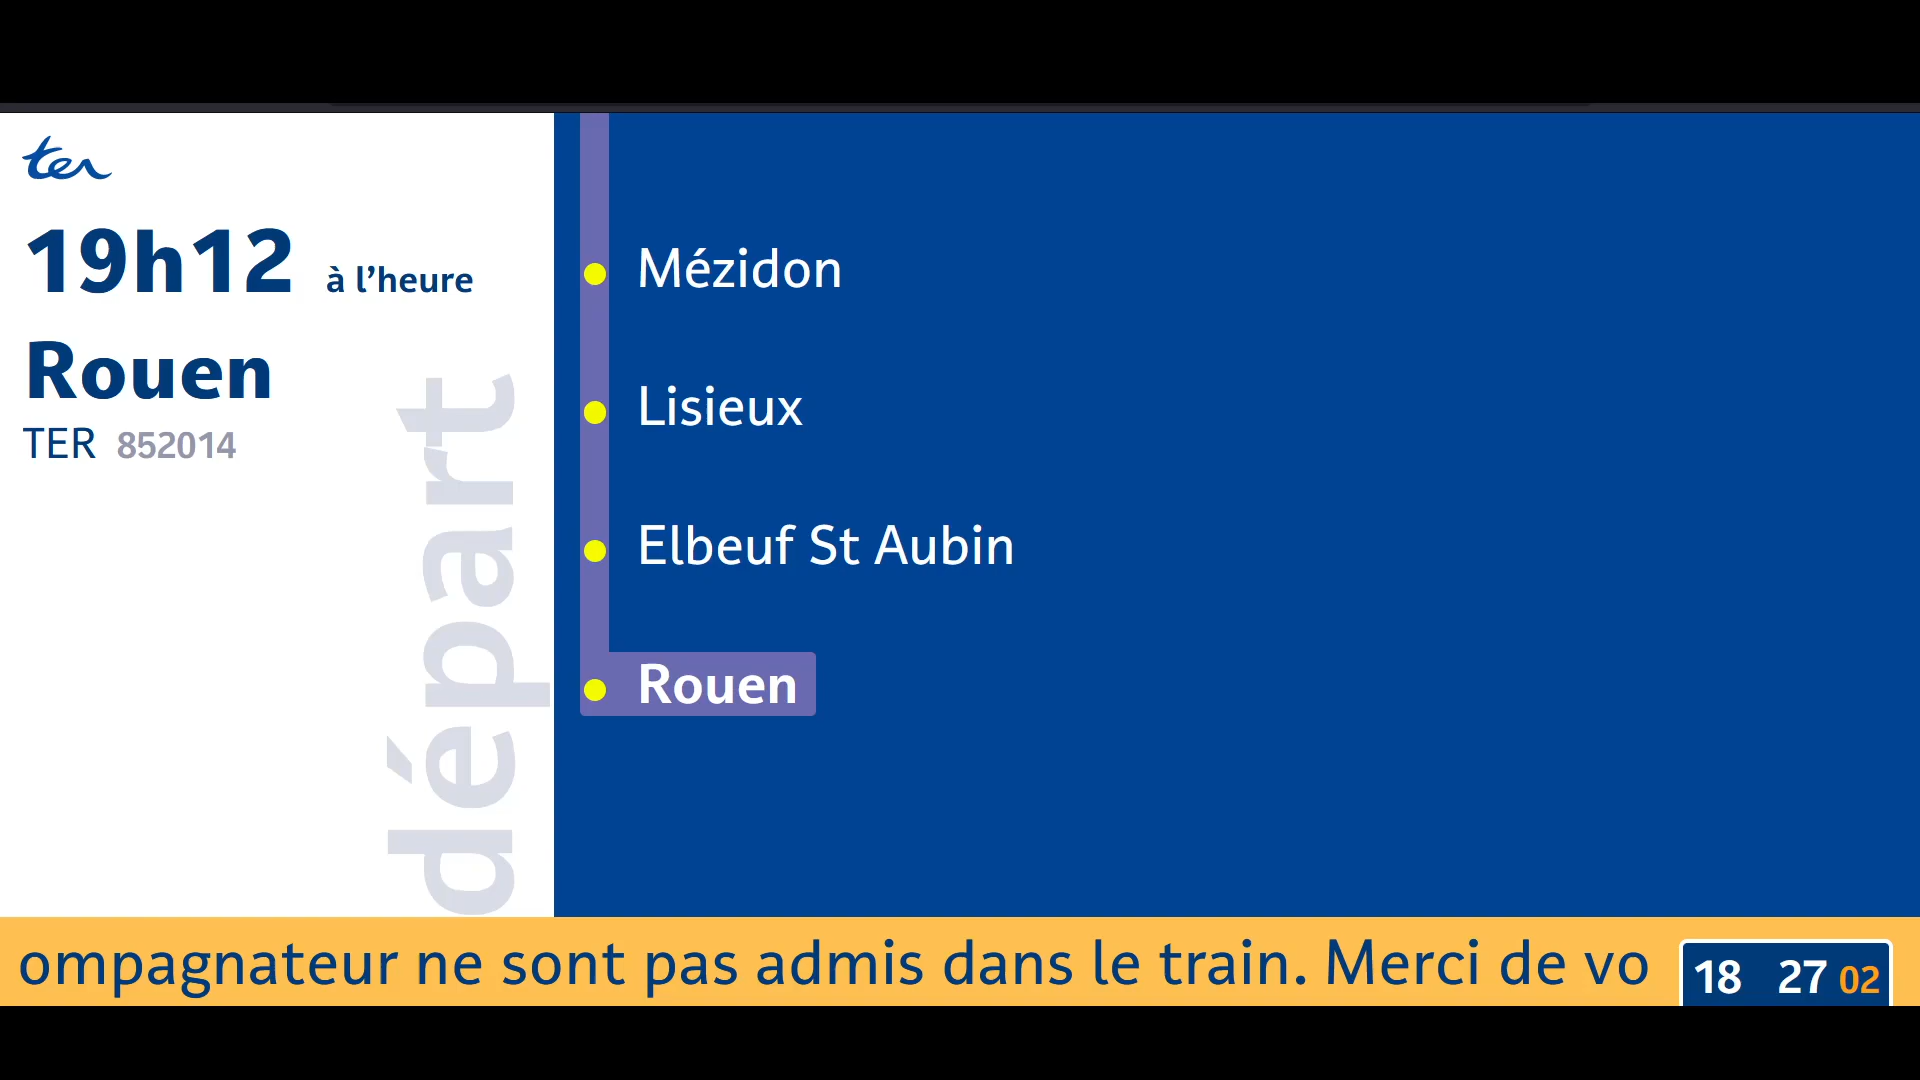 ter
19h12 à l’heure
Rouen
TER 852014
départ
Mézidon
Lisieux
Elbeuf St Aubin
Rouen
ompagnateur ne sont pas admis dans le train. Merci de vo
18 27 02